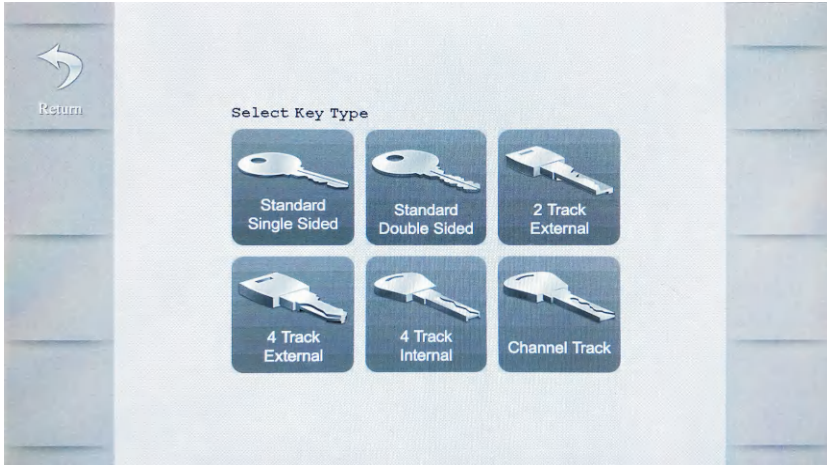 Return
Select Key Type
Standard
Single Sided
Standard
Double Sided
2 Track
External
4 Track
External
4 Track
Internal
Channel Track